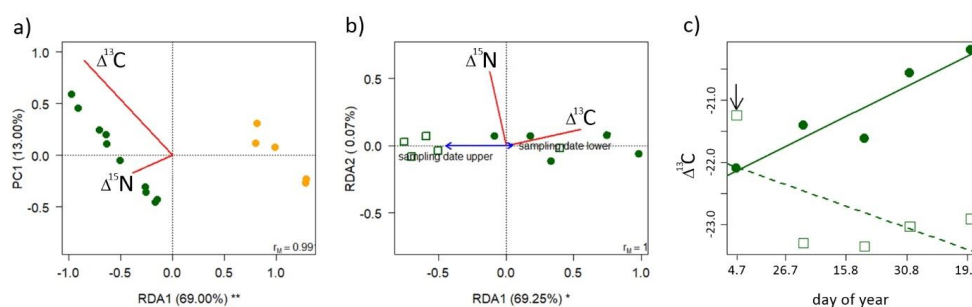 a)
1.0
0.5
0.0
-0.5
PC1 (13.00%)
Δ¹³C
Δ¹⁵N
r_M = 0.991
-1.0 -0.5 0.0 0.5 1.0
RDA1 (69.00%) **
b)
0.5
0.0
-0.5
RDA2 (0.07%)
Δ¹⁵N
Δ¹³C
sampling date upper
sampling date lower
r_M = 1
-0.5 0.0 0.5 1.0
RDA1 (69.25%) *
c)
-21.0
-22.0
-23.0
Δ¹³C
4.7 26.7 15.8 30.8 19.
day of year